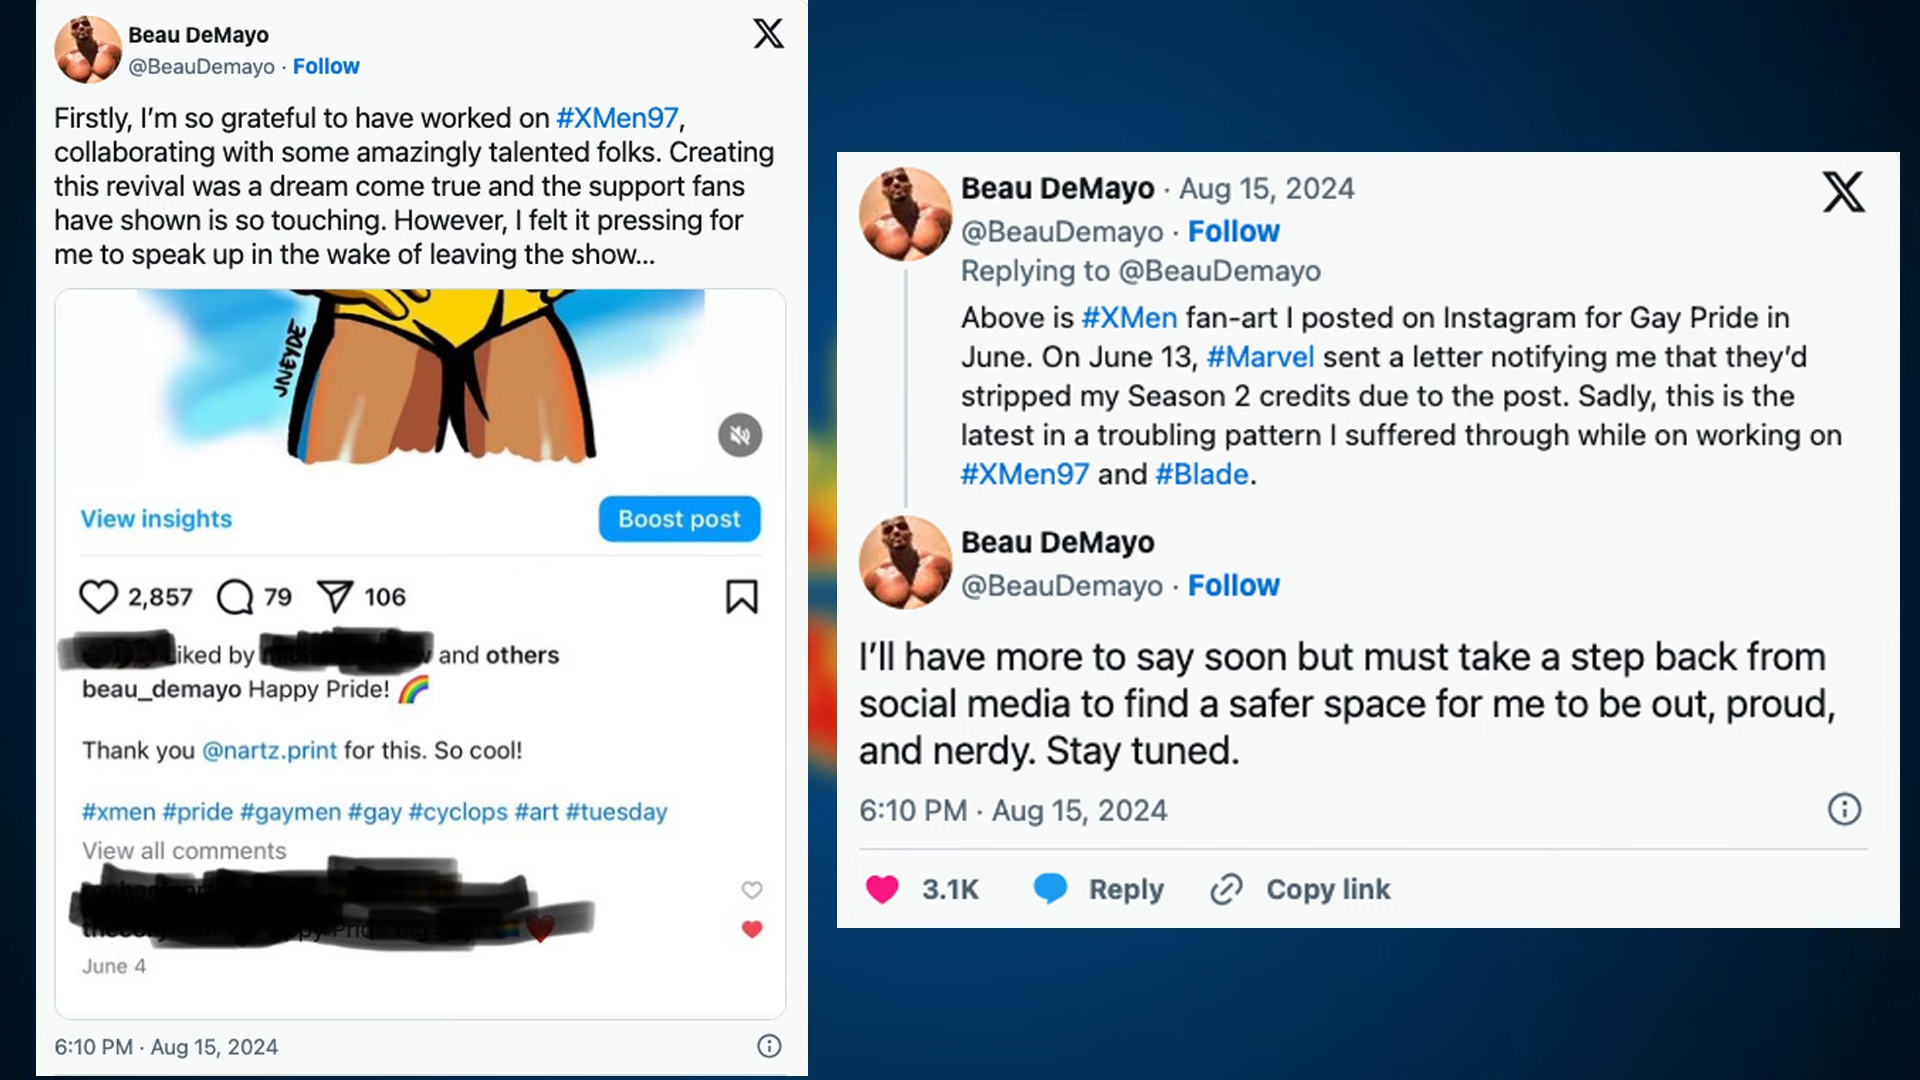 Beau DeMayo
@BeauDemayo · Follow
Firstly, I'm so grateful to have worked on #XMen97,
collaborating with some amazingly talented folks. Creating
this revival was a dream come true and the support fans
have shown is so touching. However, I felt it pressing for
me to speak up in the wake of leaving the show...
JNEYDE
View insights
Boost post
2,857 79 106
liked by and others
beau_demayo Happy Pride! 🌈
Thank you @nartz.print for this. So cool!
#xmen #pride #gaymen #gay #cyclops #art #tuesday
View all comments
June 4
6:10 PM · Aug 15, 2024
Beau DeMayo · Aug 15, 2024
@BeauDemayo · Follow
Replying to @BeauDemayo
Above is #XMen fan-art I posted on Instagram for Gay Pride in
June. On June 13, #Marvel sent a letter notifying me that they'd
stripped my Season 2 credits due to the post. Sadly, this is the
latest in a troubling pattern I suffered through while on working on
#XMen97 and #Blade.
Beau DeMayo
@BeauDemayo · Follow
I'll have more to say soon but must take a step back from
social media to find a safer space for me to be out, proud,
and nerdy. Stay tuned.
6:10 PM · Aug 15, 2024
3.1K Reply Copy link